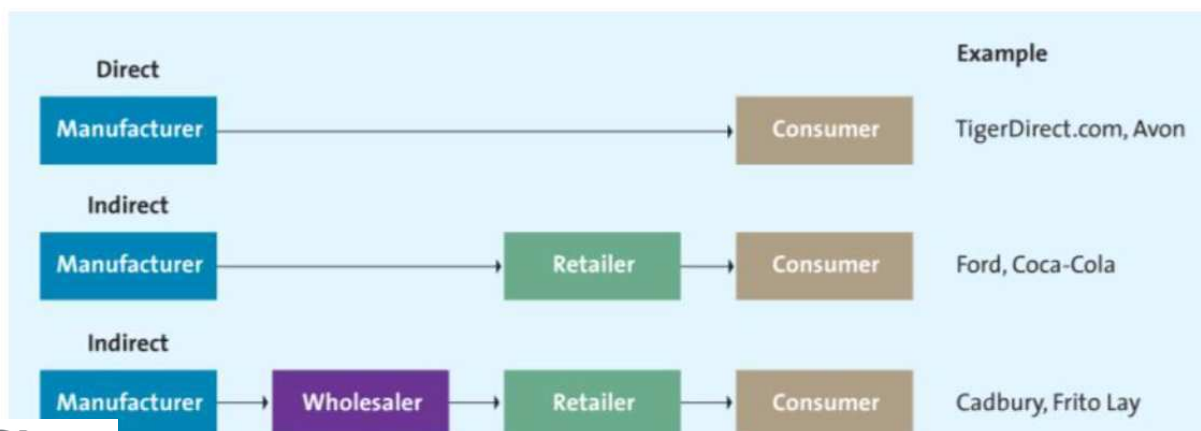 Example
Direct
Manufacturer Consumer TigerDirect.com, Avon
Indirect
Manufacturer Retailer Consumer Ford, Coca-Cola
Indirect
Manufacturer Wholesaler Retailer Consumer Cadbury, Frito Lay